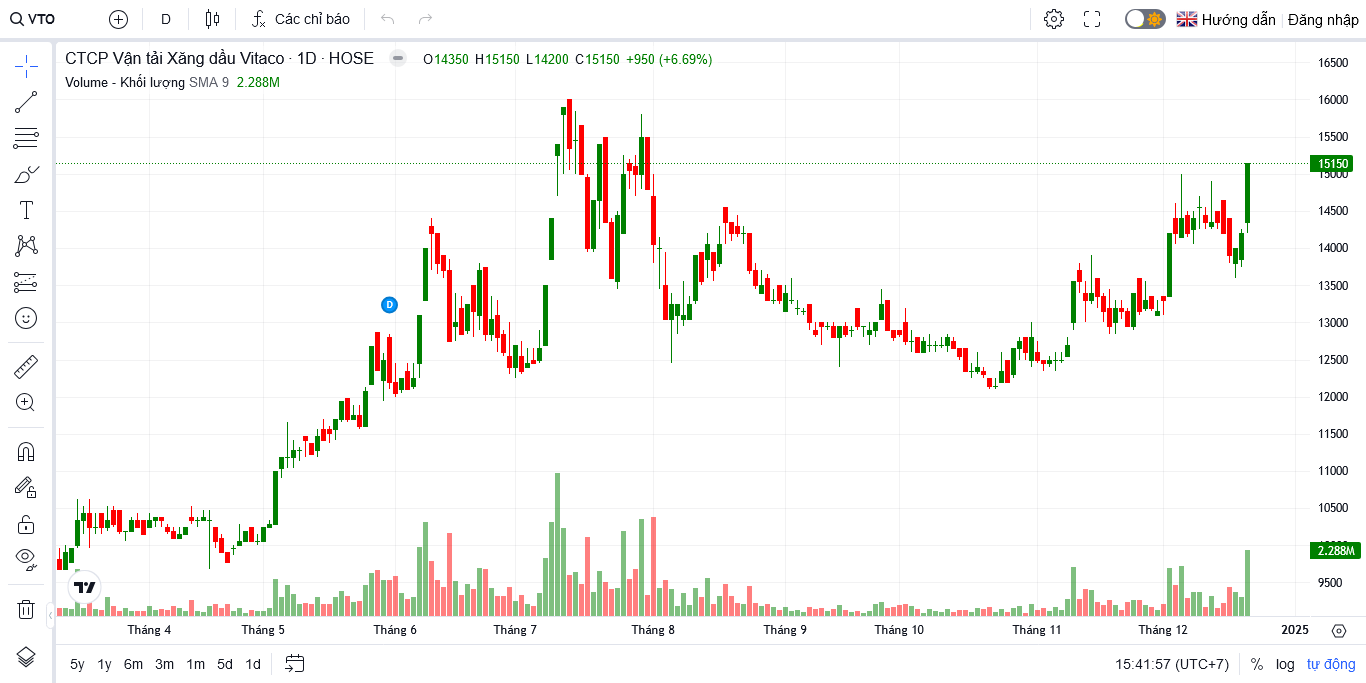 VTO
D
Các chỉ báo
Hướng dẫn
Đăng nhập
CTCP Vận tải Xăng dầu Vitaco · 1D · HOSE
O14350 H15150 L14200 C15150 +950 (+6.69%)
Volume - Khối lượng SMA 9 2.288M
D
16500
16000
15500
15150
15000
14500
14000
13500
13000
12500
12000
11500
11000
10500
10000
2.288M
9500
Tháng 4 Tháng 5 Tháng 6 Tháng 7 Tháng 8 Tháng 9 Tháng 10 Tháng 11 Tháng 12 2025
5y 1y 6m 3m 1m 5d 1d
15:41:57 (UTC+7) % log tự động